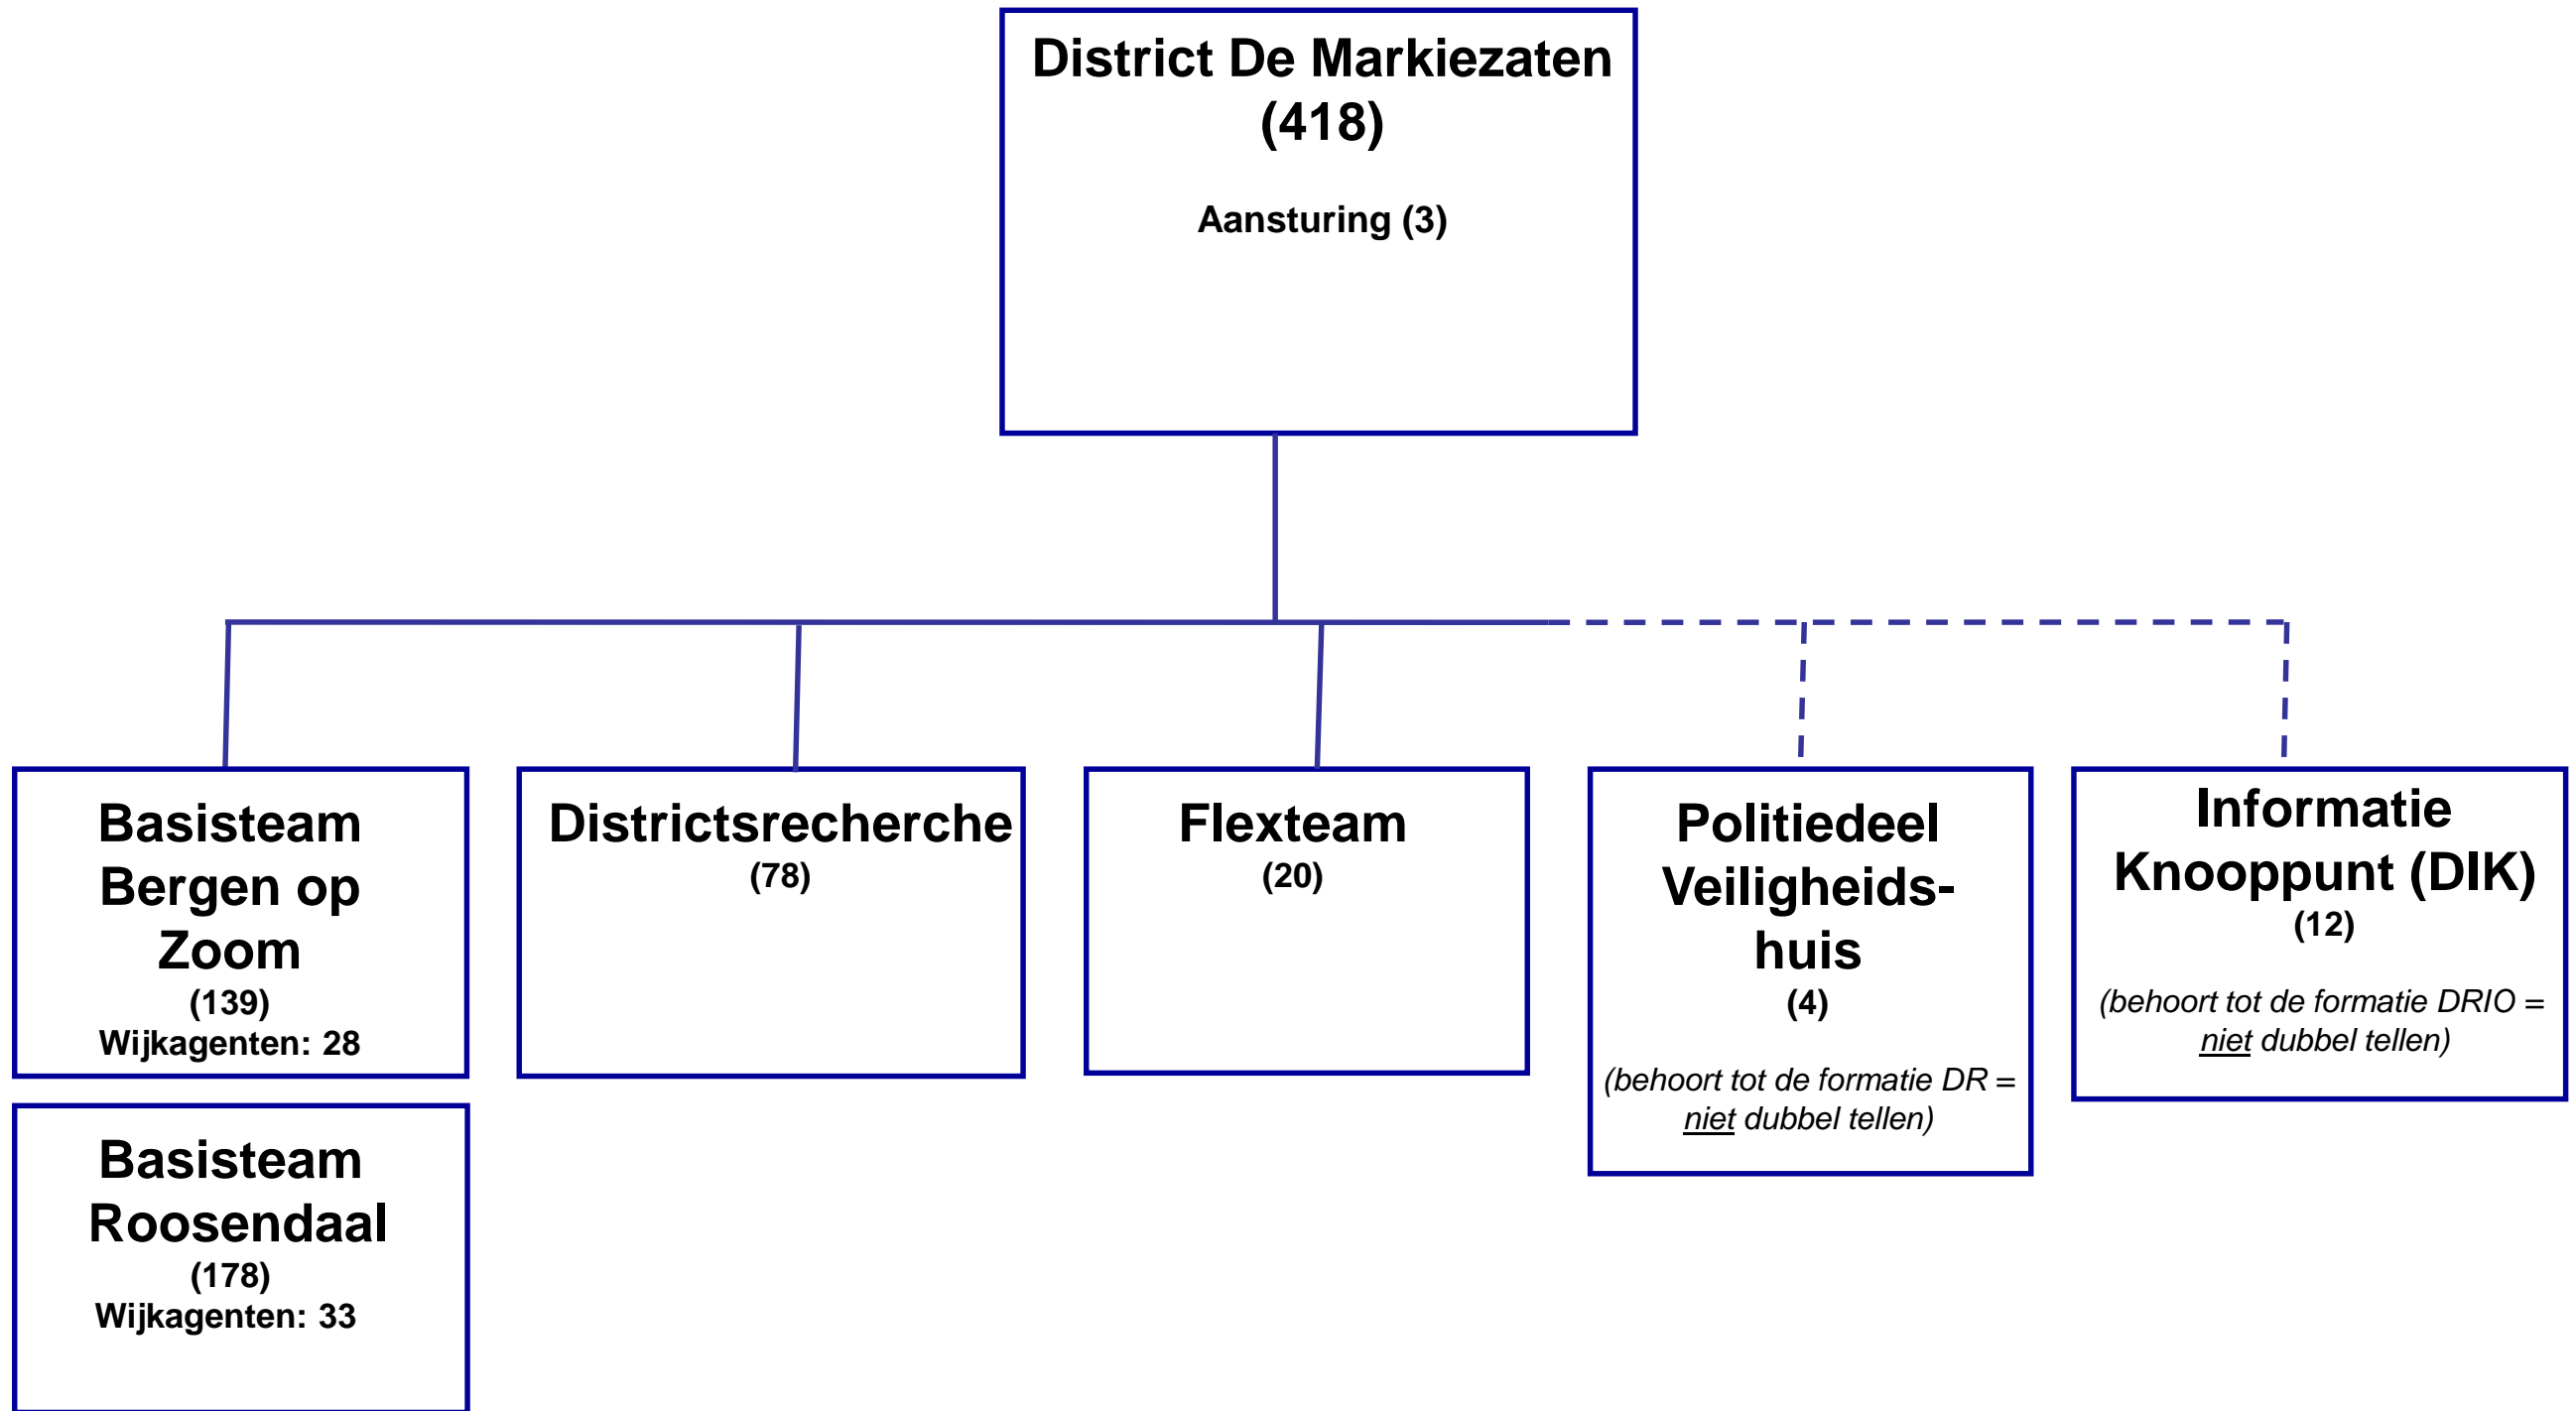 District De Markiezaten
(418)
Aansturing (3)
Basisteam
Bergen op
Zoom
(139)
Wijkagenten: 28
Districtsrecherche
(78)
Flexteam
(20)
Politiedeel
Veiligheids-
huis
(4)
(behoort tot de formatie DR =
niet dubbel tellen)
Informatie
Knooppunt (DIK)
(12)
(behoort tot de formatie DRIO =
niet dubbel tellen)
Basisteam
Roosendaal
(178)
Wijkagenten: 33